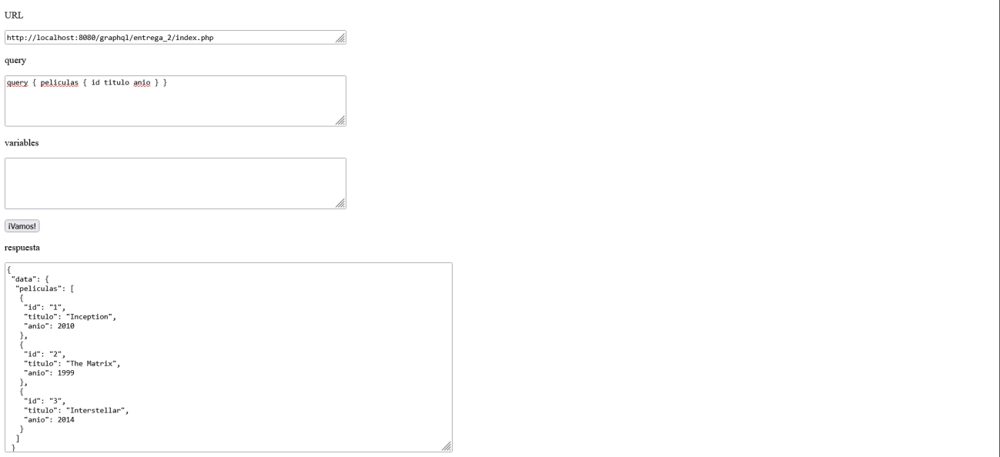 URL
http://localhost:8080/graphql/entrega_2/index.php
query
query { peliculas { id titulo anio } }
variables
¡Vamos!
respuesta
{
 "data": {
  "peliculas": [
   {
    "id": "1",
    "titulo": "Inception",
    "anio": 2010
   },
   {
    "id": "2",
    "titulo": "The Matrix",
    "anio": 1999
   },
   {
    "id": "3",
    "titulo": "Interstellar",
    "anio": 2014
   }
  ]
 }